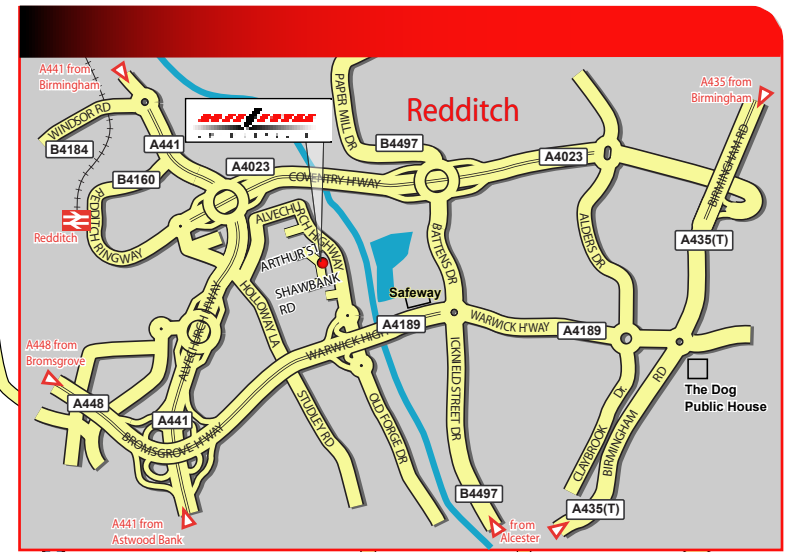 A441 from
Birmingham
A435 from
Birmingham
Redditch
WINDSOR RD
PAPER MILL DR
BIRMINGHAM RD
B4184
A441
B4497
A4023
A4023
B4160
COVENTRY H'WAY
REDDITCH RINGWAY
Redditch
ALVECHURCH HIGHWAY
BATTENS DR
ALDERS DR
A435(T)
ARTHUR'S
SHAWBANK
RD
HOLLOWAY LA
Safeway
ALVECHURCH H'WAY
A4189
WARWICK H'WAY
A4189
WARWICK HIGH
A448 from
Bromsgrove
ICKNIELD STREET DR
The Dog
Public House
A448
A441
BROMSGROVE H'WAY
STUDLEY RD
OLD FORGE DR
CLAYBROOK Dr.
BIRMINGHAM RD
B4497
A435(T)
A441 from
Astwood Bank
from
Alcester